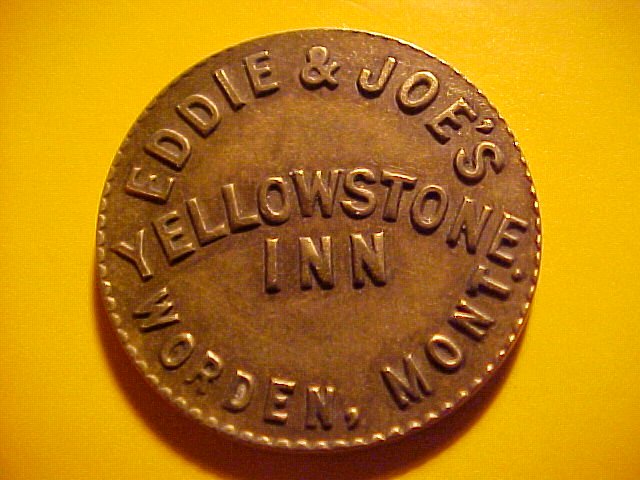 EDDIE & JOE'S
YELLOWSTONE
INN
WORDEN, MONT.